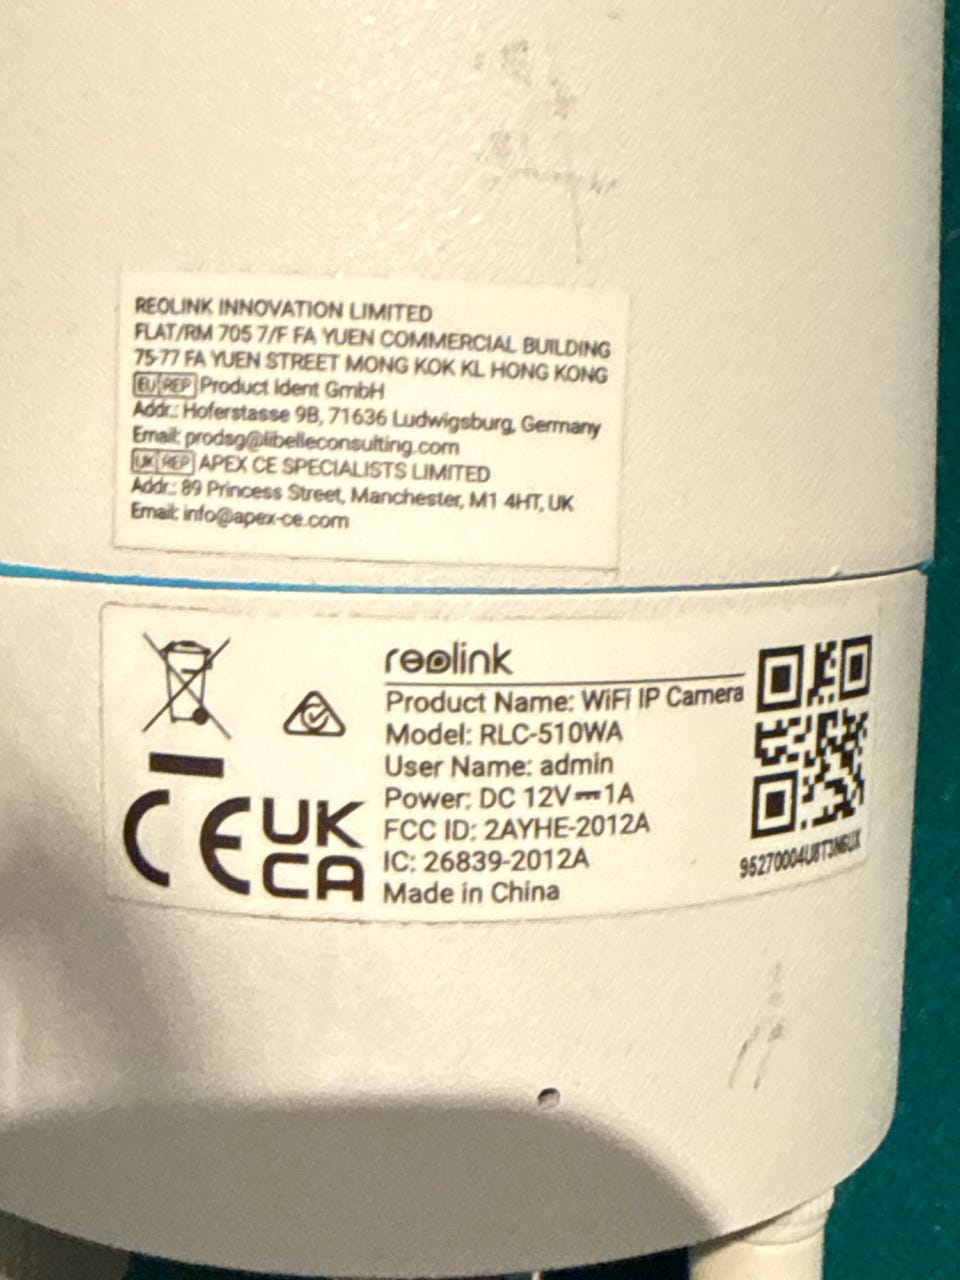 REOLINK INNOVATION LIMITED
FLAT/RM 705 7/F FA YUEN COMMERCIAL BUILDING
75-77 FA YUEN STREET MONG KOK KL HONG KONG
EU REP Product Ident GmbH
Addr.: Hoferstasse 9B, 71636 Ludwigsburg, Germany
Email: prodsg@libelleconsulting.com
UK REP APEX CE SPECIALISTS LIMITED
Addr.: 89 Princess Street, Manchester, M1 4HT, UK
Email: info@apex-ce.com
reolink
Product Name: WiFi IP Camera
Model: RLC-510WA
User Name: admin
Power: DC 12V⎓1A
FCC ID: 2AYHE-2012A
IC: 26839-2012A
Made in China
CE UK
CA